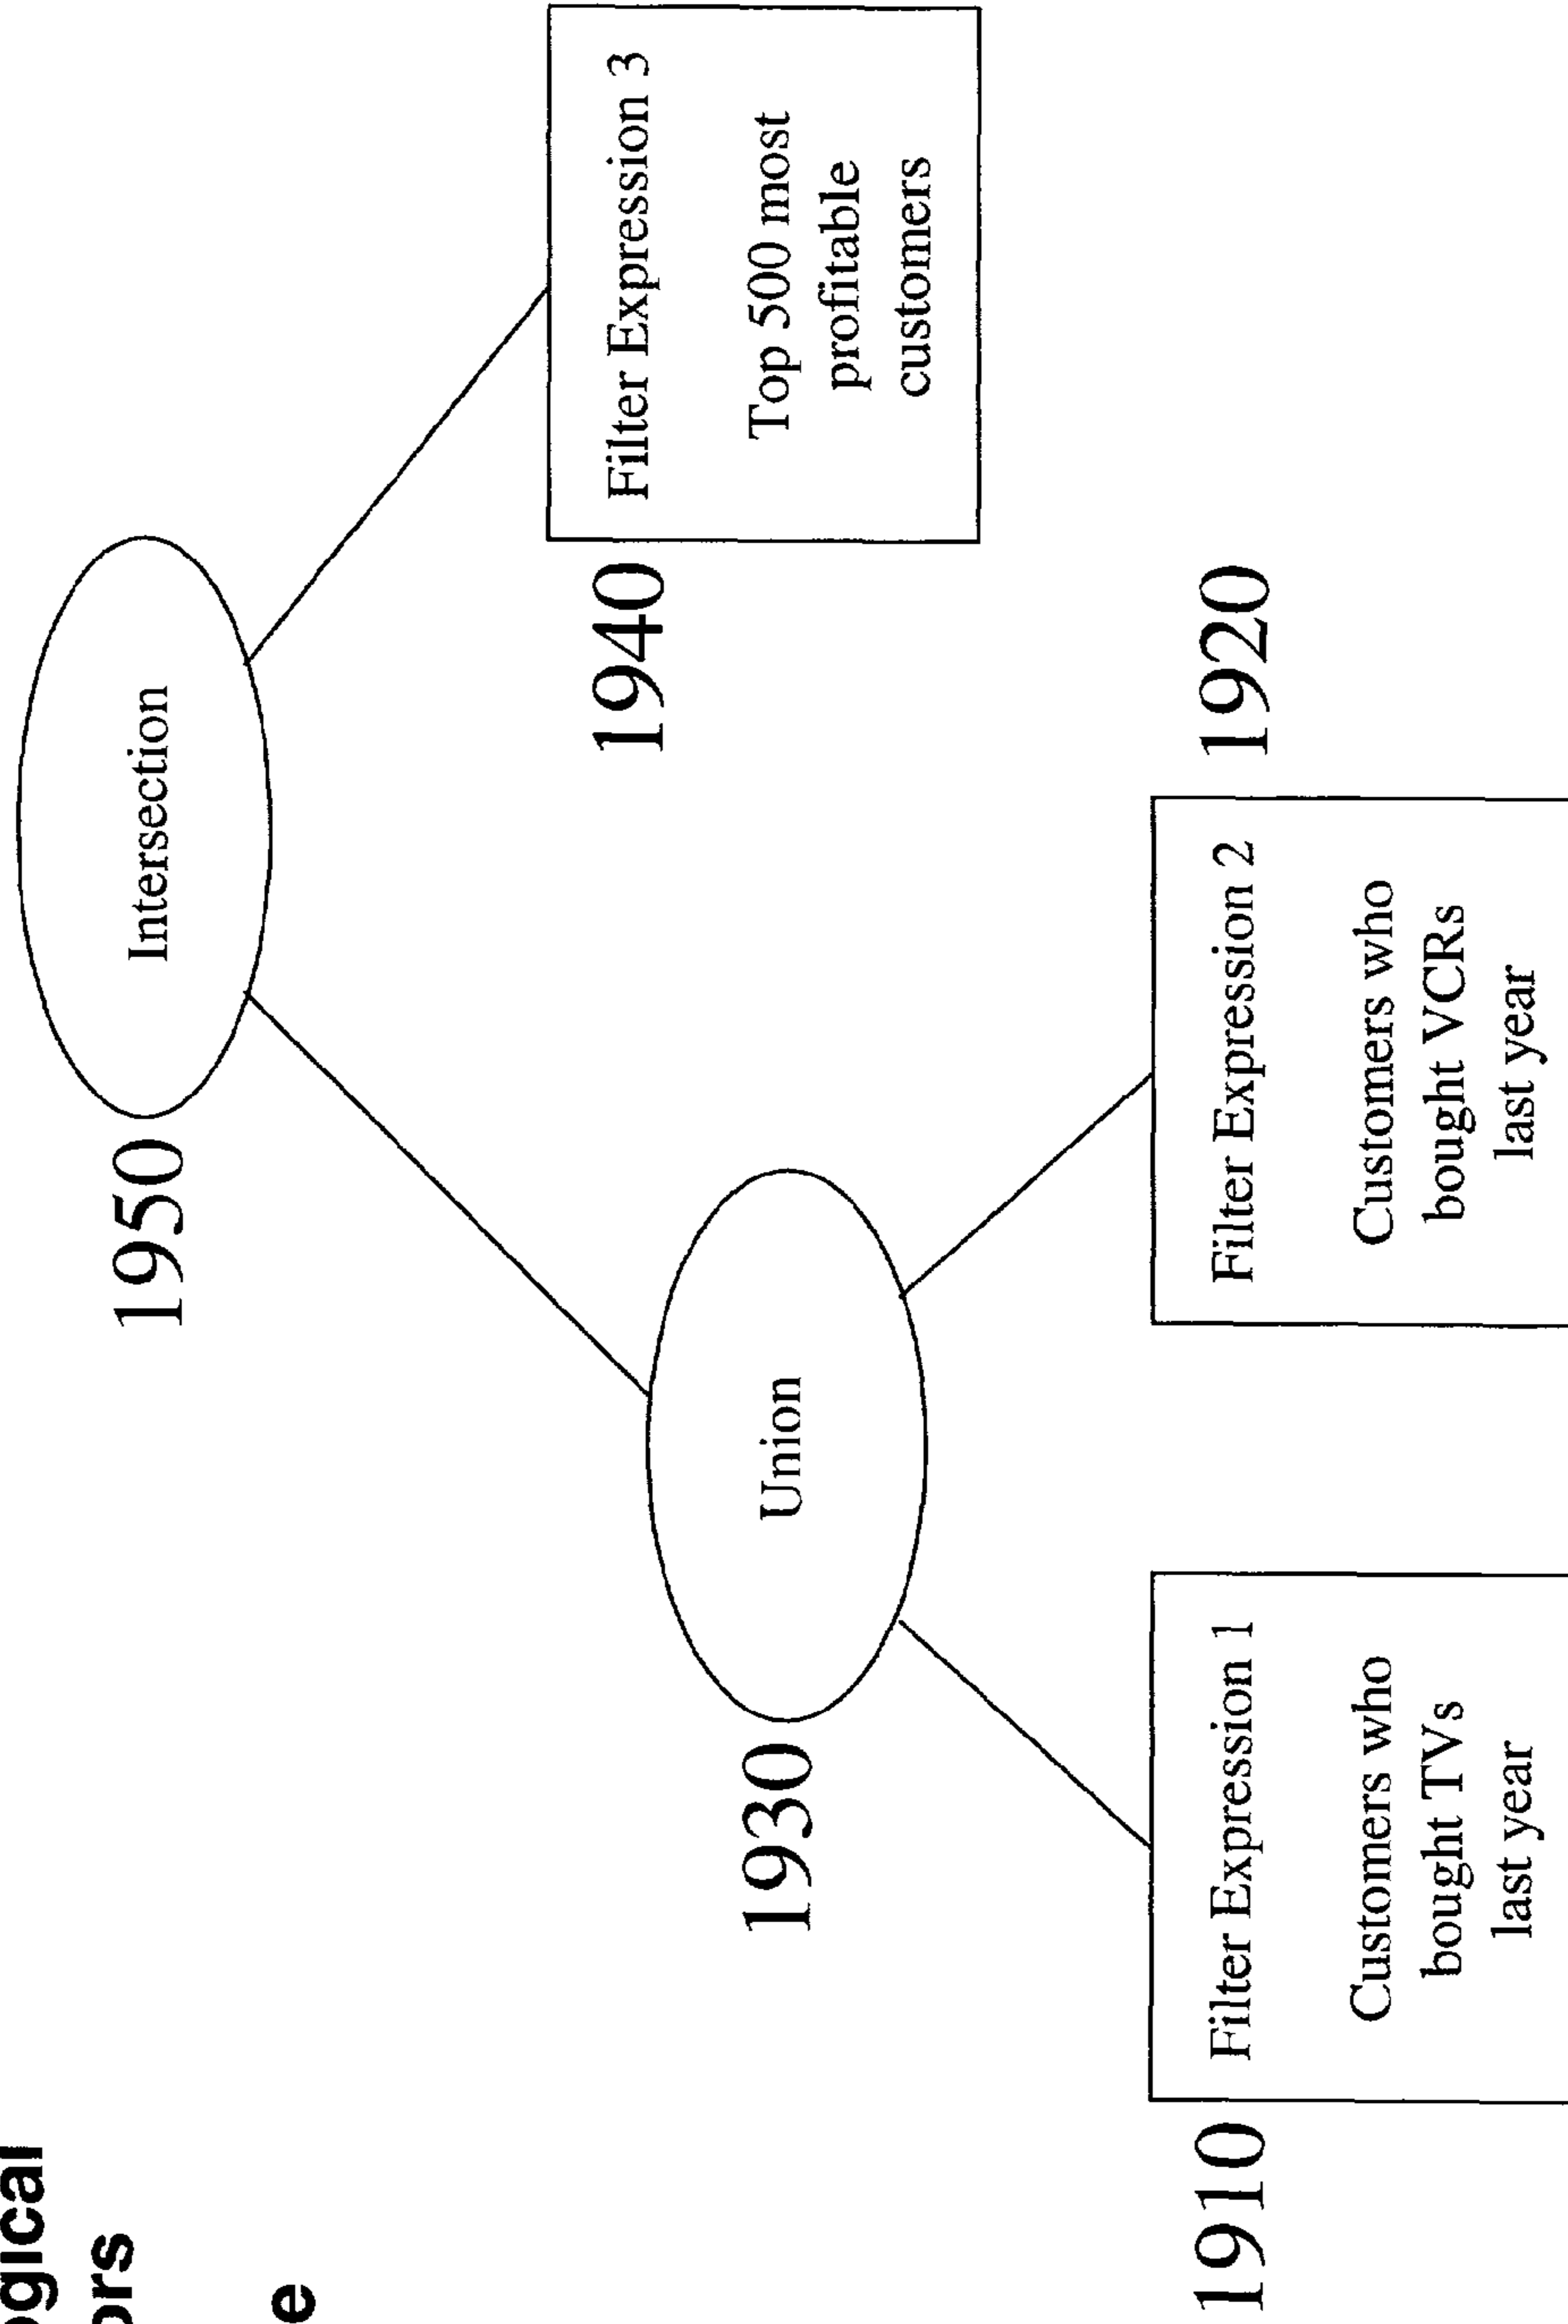 1950
Intersection
1940
Filter Expression 3
Top 500 most
profitable
customers
1930
Union
1910
Filter Expression 1
Customers who
bought TVs
last year
Filter Expression 2
Customers who
bought VCRs
last year
1920